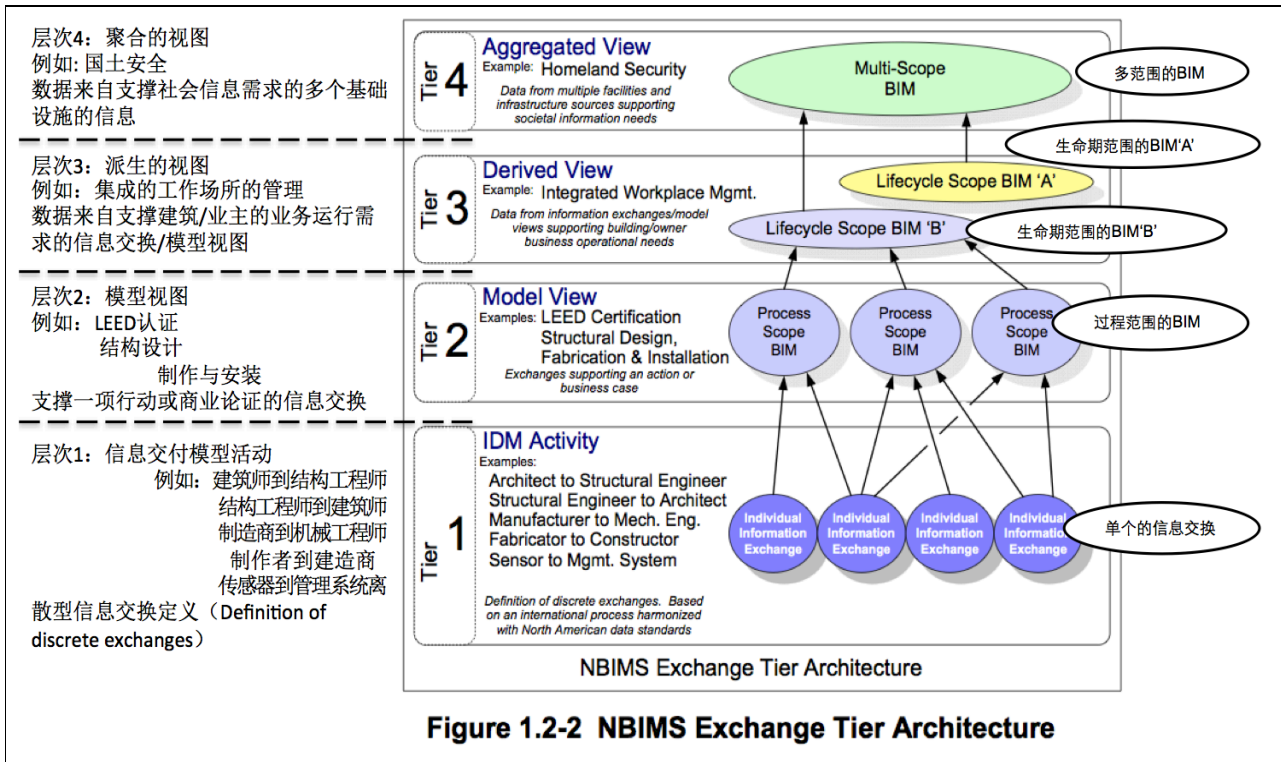 层次4：聚合的视图
例如: 国土安全
数据来自支撑社会信息需求的多个基础
设施的信息
层次3：派生的视图
例如：集成的工作场所的管理
数据来自支撑建筑/业主的业务运行需
求的信息交换/模型视图
层次2：模型视图
例如：LEED认证
结构设计
制作与安装
支撑一项行动或商业论证的信息交换
层次1：信息交付模型活动
例如：建筑师到结构工程师
结构工程师到建筑师
制造商到机械工程师
制作者到建造商
传感器到管理系统离
散型信息交换定义（Definition of
discrete exchanges）
Tier 4
Aggregated View
Example: Homeland Security
Data from multiple facilities and
infrastructure sources supporting
societal information needs
Multi-Scope
BIM
多范围的BIM
Tier 3
Derived View
Example: Integrated Workplace Mgmt.
Data from information exchanges/model
views supporting building/owner
business operational needs
生命期范围的BIM‘A’
Lifecycle Scope BIM ‘A’
Lifecycle Scope BIM ‘B’
生命期范围的BIM‘B’
Tier 2
Model View
Examples: LEED Certification
Structural Design,
Fabrication & Installation
Exchanges supporting an action or
business case
Process
Scope
BIM
Process
Scope
BIM
Process
Scope
BIM
过程范围的BIM
Tier 1
IDM Activity
Examples:
Architect to Structural Engineer
Structural Engineer to Architect
Manufacturer to Mech. Eng.
Fabricator to Constructor
Sensor to Mgmt. System
Definition of discrete exchanges. Based
on an international process harmonized
with North American data standards
Individual
Information
Exchange
Individual
Information
Exchange
Individual
Information
Exchange
Individual
Information
Exchange
单个的信息交换
NBIMS Exchange Tier Architecture
Figure 1.2-2 NBIMS Exchange Tier Architecture